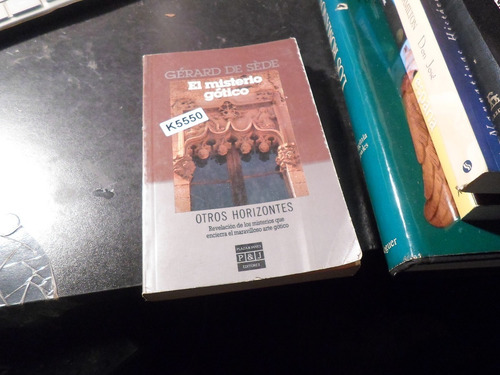 GÉRARD DE SÈDE
El misterio
gótico
K5550
OTROS HORIZONTES
Revelación de los misterios que
encierra el maravilloso arte gótico
PLAZA & JANES
P&J
EDITORES